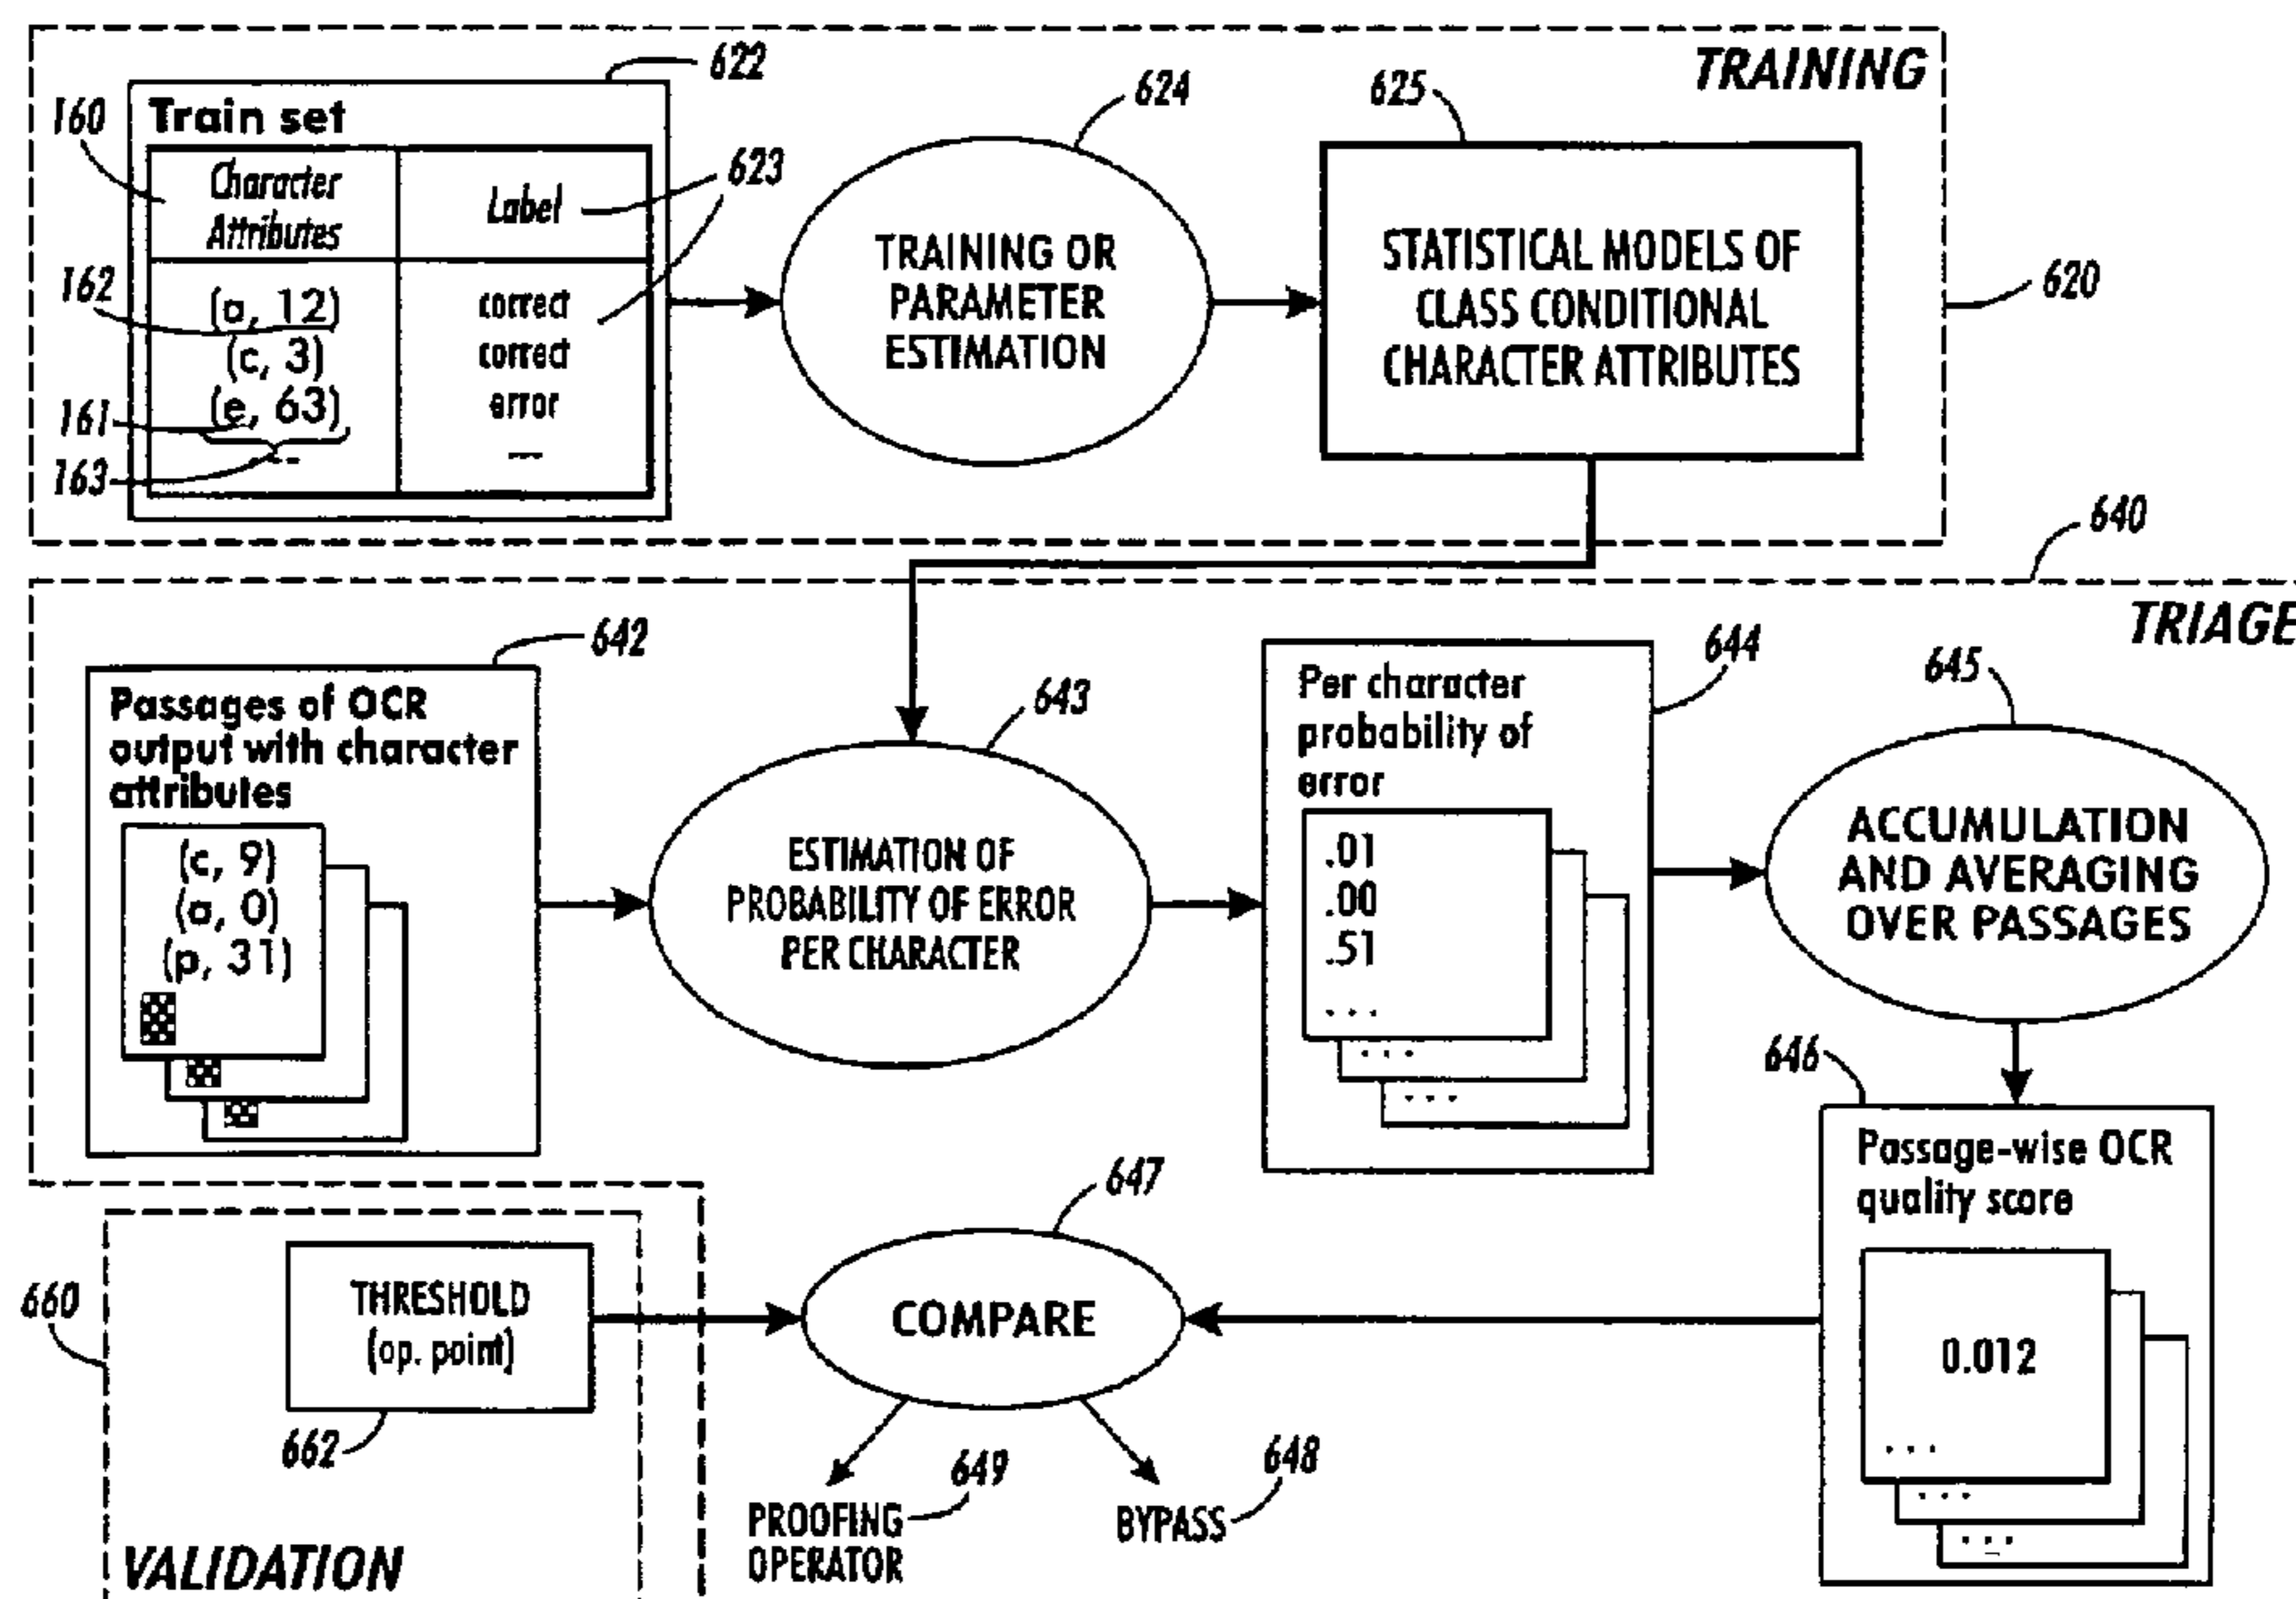 TRAINING
622
624
625
160
Train set
623
Character
Attributes
Label
162
(a, 12)
correct
(c, 3)
correct
161
(e, 63)
error
163
---
TRAINING OR
PARAMETER
ESTIMATION
STATISTICAL MODELS OF
CLASS CONDITIONAL
CHARACTER ATTRIBUTES
620
640
TRIAGE
642
Passages of OCR
output with character
attributes
(c, 9)
(a, 0)
(p, 31)
643
ESTIMATION OF
PROBABILITY OF ERROR
PER CHARACTER
644
Per character
probability of
error
.01
.00
.51
...
...
...
645
ACCUMULATION
AND AVERAGING
OVER PASSAGES
646
Passage-wise OCR
quality score
0.012
...
...
...
647
COMPARE
660
THRESHOLD
(op. point)
662
649
648
PROOFING
OPERATOR
BYPASS
VALIDATION